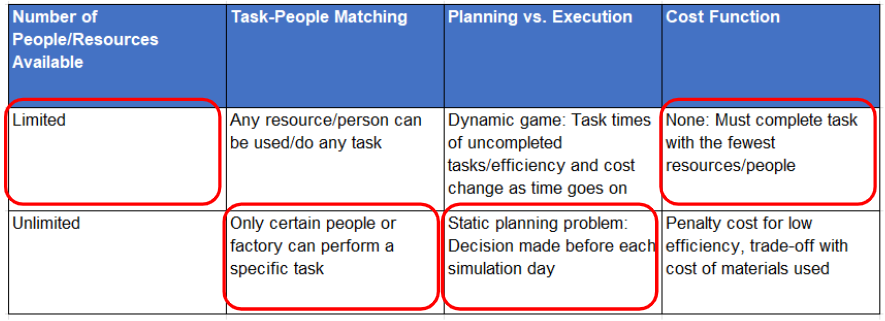 Number of
People/Resources
Available
Task-People Matching
Planning vs. Execution
Cost Function
Limited
Any resource/person can
be used/do any task
Dynamic game: Task times
of uncompleted
tasks/efficiency and cost
change as time goes on
None: Must complete task
with the fewest
resources/people
Unlimited
Only certain people or
factory can perform a
specific task
Static planning problem:
Decision made before each
simulation day
Penalty cost for low
efficiency, trade-off with
cost of materials used